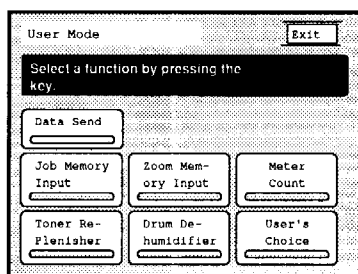 User Mode
Exit
Select a function by pressing the
key.
Data Send
Job Memory
Input
Zoom Mem-
ory Input
Meter
Count
Toner Re-
Plenisher
Drum De-
humidifier
User's
Choice